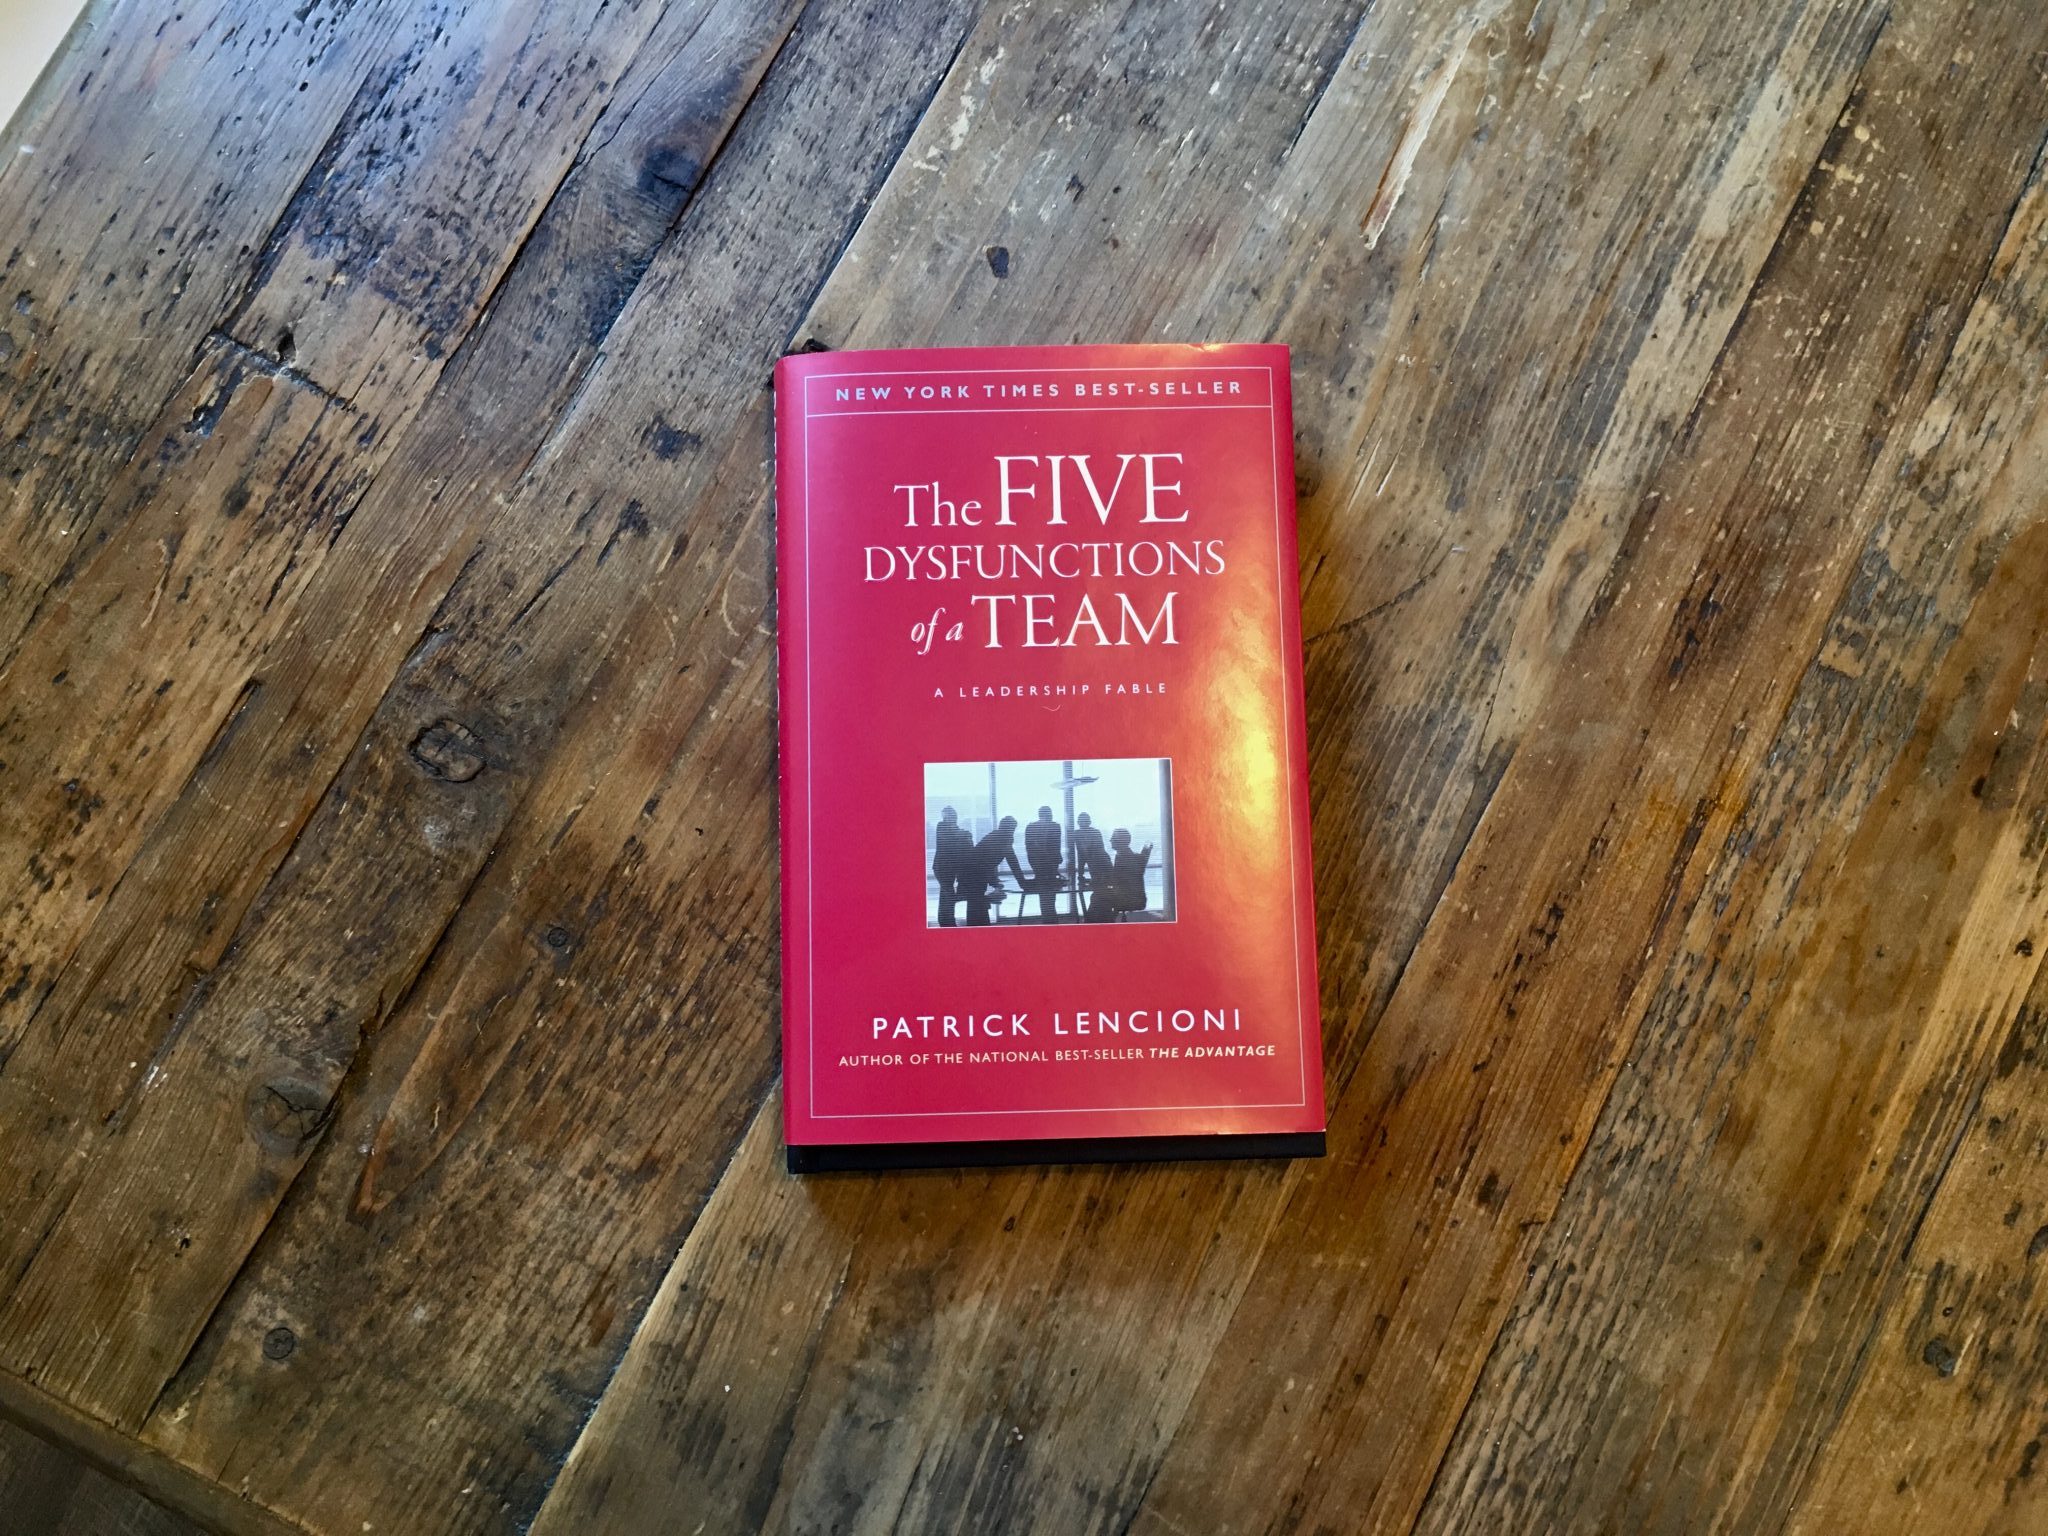 NEW YORK TIMES BEST-SELLER
The FIVE
DYSFUNCTIONS
of a TEAM
A LEADERSHIP FABLE
PATRICK LENCIONI
AUTHOR OF THE NATIONAL BEST-SELLER THE ADVANTAGE